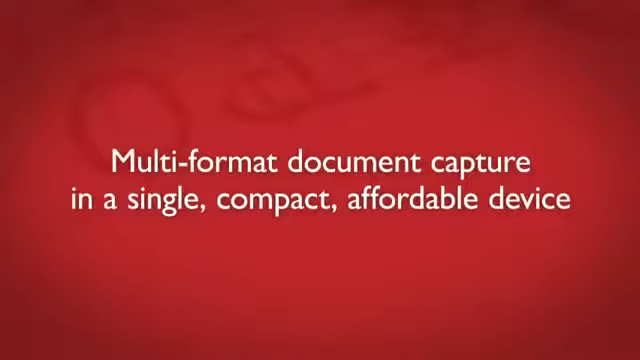 Multi-format document capture
in a single, compact, affordable device